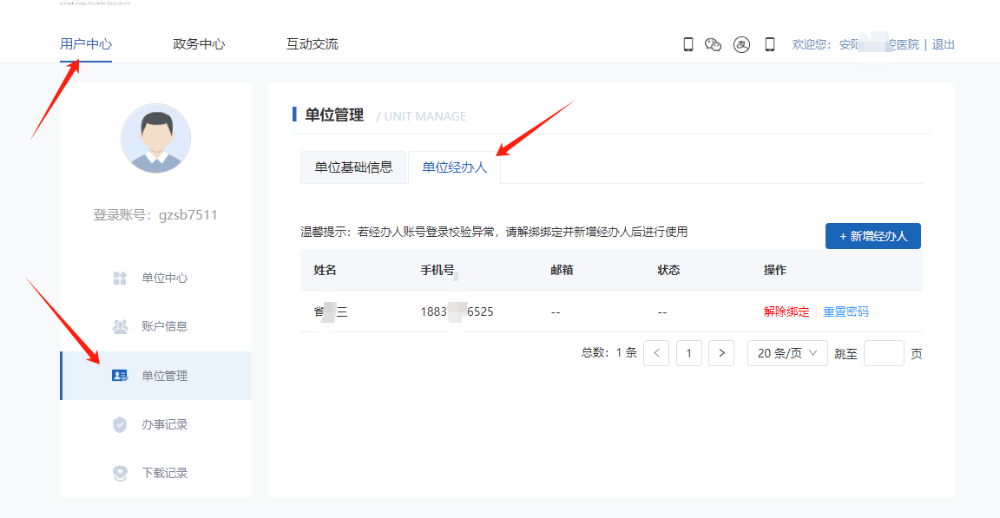 CHINA HEALTHCARE SECURITY
用户中心 政务中心 互动交流 欢迎您: 安阳 医院 | 退出
单位管理 / UNIT MANAGE
单位基础信息 单位经办人
登录账号: gzsb7511
温馨提示: 若经办人账号登录校验异常, 请解绑绑定并新增经办人后进行使用
+ 新增经办人
姓名 手机号 邮箱 状态 操作
三 1883 6525 -- -- 解除绑定 重置密码
总数: 1 条 < 1 > 20 条/页 跳至 页
单位中心
账户信息
单位管理
办事记录
下载记录